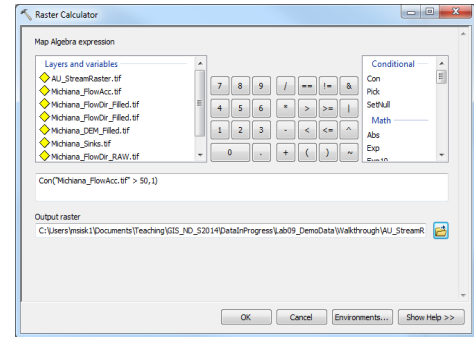 Raster Calculator
Map Algebra expression
Layers and variables
AU_StreamRaster.tif
Michiana_FlowAcc.tif
Michiana_FlowDir_Filled.tif
Michiana_FlowDir_Filled.tif
Michiana_DEM_Filled.tif
Michiana_Sinks.tif
Michiana_FlowDir_RAW.tif
7 8 9 / == != &
4 5 6 * > >= |
1 2 3 - < <= ^
0 . + ( ) ~
Conditional
Con
Pick
SetNull
Math
Abs
Exp
Exp10
Con("Michiana_FlowAcc.tif" > 50,1)
Output raster
C:\Users\msisk1\Documents\Teaching\GIS_ND_S2014\DataInProgress\Lab09_DemoData\Walkthrough\AU_StreamR
OK Cancel Environments... Show Help >>